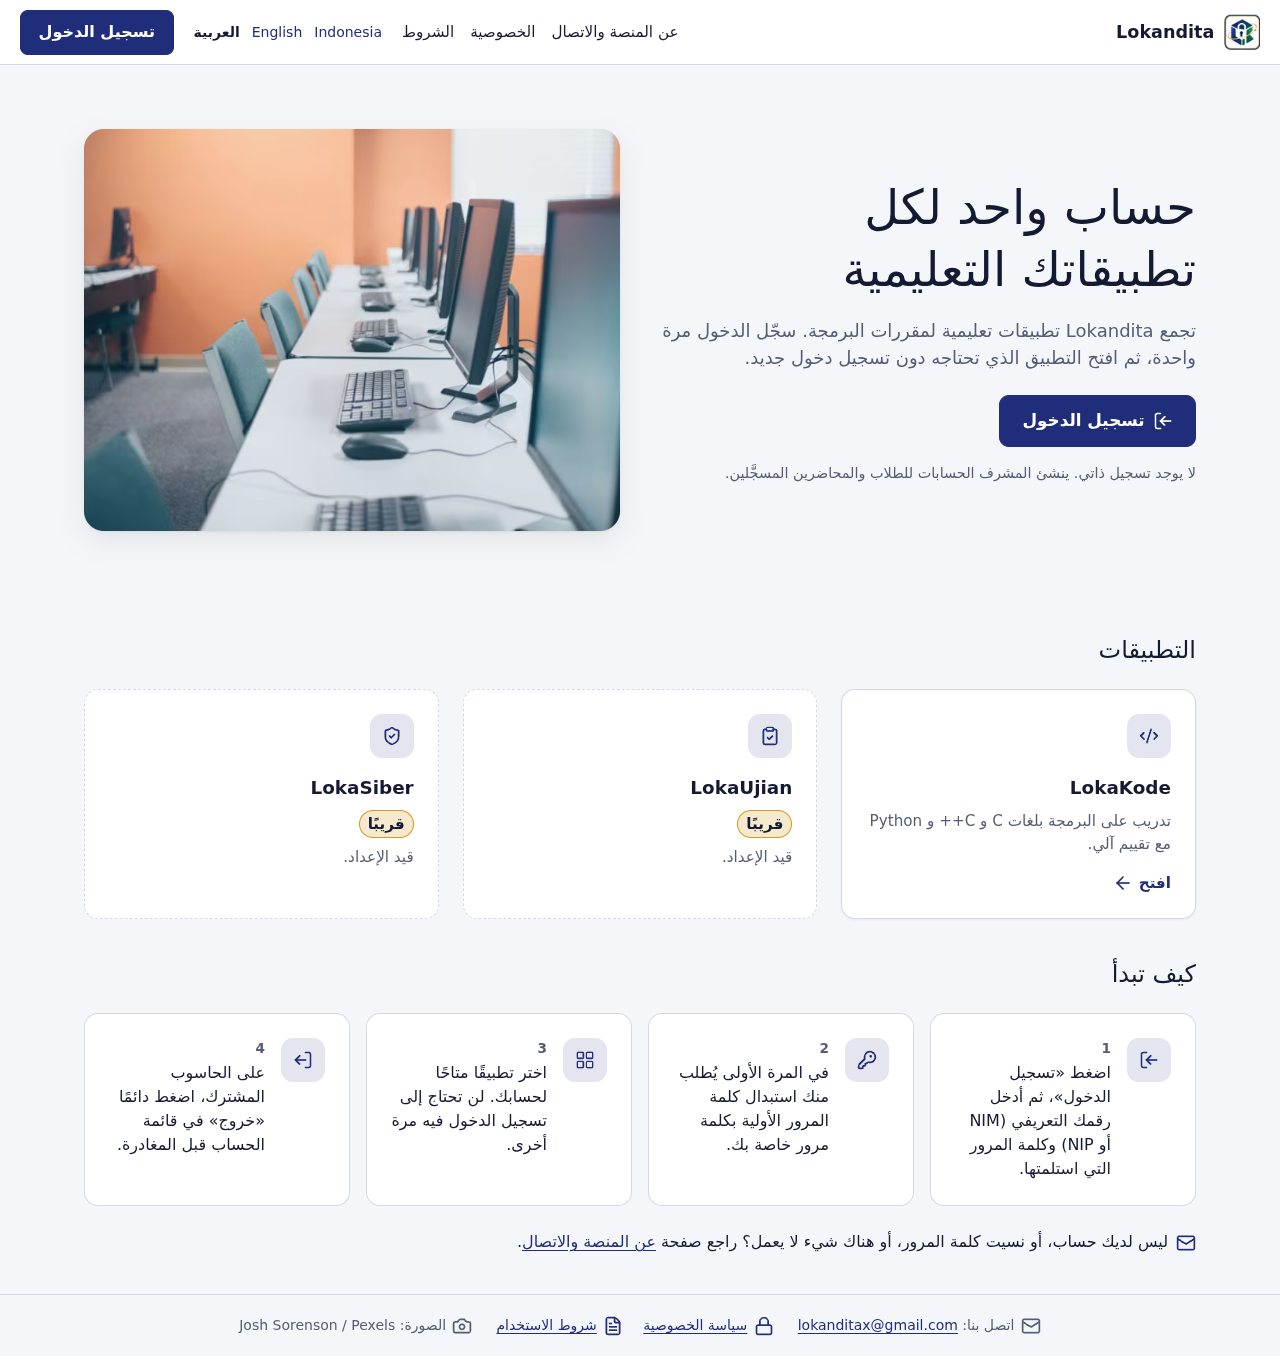 Lokandita
عن المنصة والاتصال
الخصوصية
الشروط
Indonesia
English
العربية
تسجيل الدخول
حساب واحد لكل
تطبيقاتك التعليمية
تجمع Lokandita تطبيقات تعليمية لمقررات البرمجة. سجّل الدخول مرة
واحدة، ثم افتح التطبيق الذي تحتاجه دون تسجيل دخول جديد.
تسجيل الدخول
لا يوجد تسجيل ذاتي. ينشئ المشرف الحسابات للطلاب والمحاضرين المسجَّلين.
التطبيقات
LokaKode
تدريب على البرمجة بلغات C و C++ و Python
مع تقييم آلي.
افتح
LokaUjian
قريبًا
قيد الإعداد.
LokaSiber
قريبًا
قيد الإعداد.
كيف تبدأ
1
اضغط «تسجيل
الدخول»، ثم أدخل
رقمك التعريفي (NIM
أو NIP) وكلمة المرور
التي استلمتها.
2
في المرة الأولى يُطلب
منك استبدال كلمة
المرور الأولية بكلمة
مرور خاصة بك.
3
اختر تطبيقًا متاحًا
لحسابك. لن تحتاج إلى
تسجيل الدخول فيه مرة
أخرى.
4
على الحاسوب
المشترك، اضغط دائمًا
«خروج» في قائمة
الحساب قبل المغادرة.
ليس لديك حساب، أو نسيت كلمة المرور، أو هناك شيء لا يعمل؟ راجع صفحة عن المنصة والاتصال.
اتصل بنا: lokanditax@gmail.com
سياسة الخصوصية
شروط الاستخدام
الصورة: Josh Sorenson / Pexels